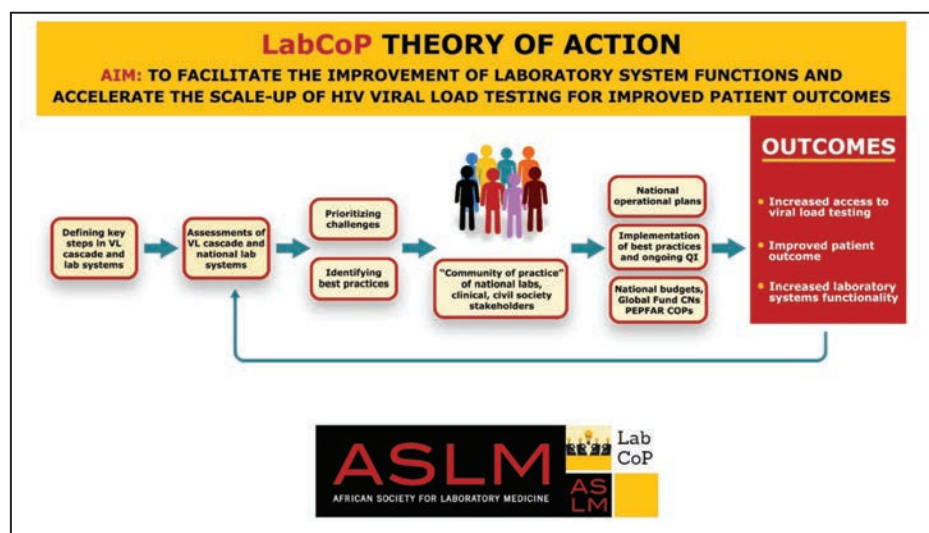 LabCoP THEORY OF ACTION
AIM: TO FACILITATE THE IMPROVEMENT OF LABORATORY SYSTEM FUNCTIONS AND
ACCELERATE THE SCALE-UP OF HIV VIRAL LOAD TESTING FOR IMPROVED PATIENT OUTCOMES
Defining key
steps in VL
cascade and
lab systems
Assessments of
VL cascade and
national lab
systems
Prioritizing
challenges
Identifying
best practices
"Community of practice"
of national labs,
clinical, civil society
stakeholders
National
operational plans
Implementation
of best practices
and ongoing QI
National budgets,
Global Fund CNs
PEPFAR COPs
OUTCOMES
• Increased access to
viral load testing
• Improved patient
outcome
• Increased laboratory
systems functionality
ASLM
AFRICAN SOCIETY FOR LABORATORY MEDICINE
Lab
CoP
AS
LM